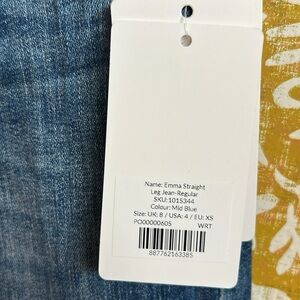 Name: Emma Straight
Leg Jean-Regular
SKU:1015344
Colour: Mid Blue
Size: UK: 8 / USA: 4 / EU: XS
PO00000605 WRT
887762163385